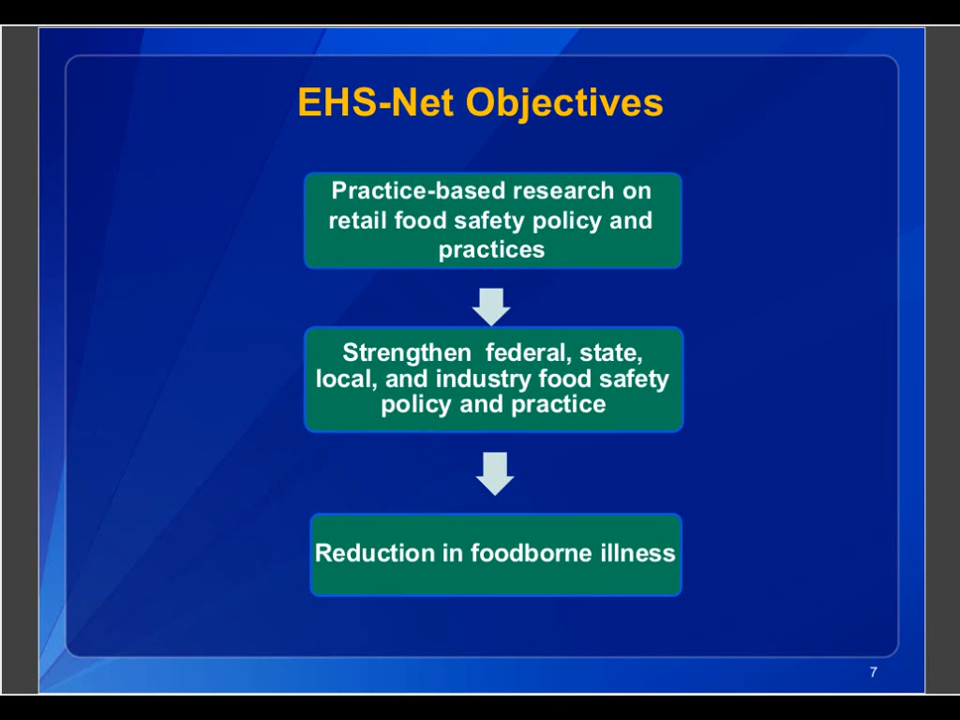 EHS-Net Objectives
Practice-based research on
retail food safety policy and
practices
Strengthen  federal, state,
local, and industry food safety
policy and practice
Reduction in foodborne illness
7